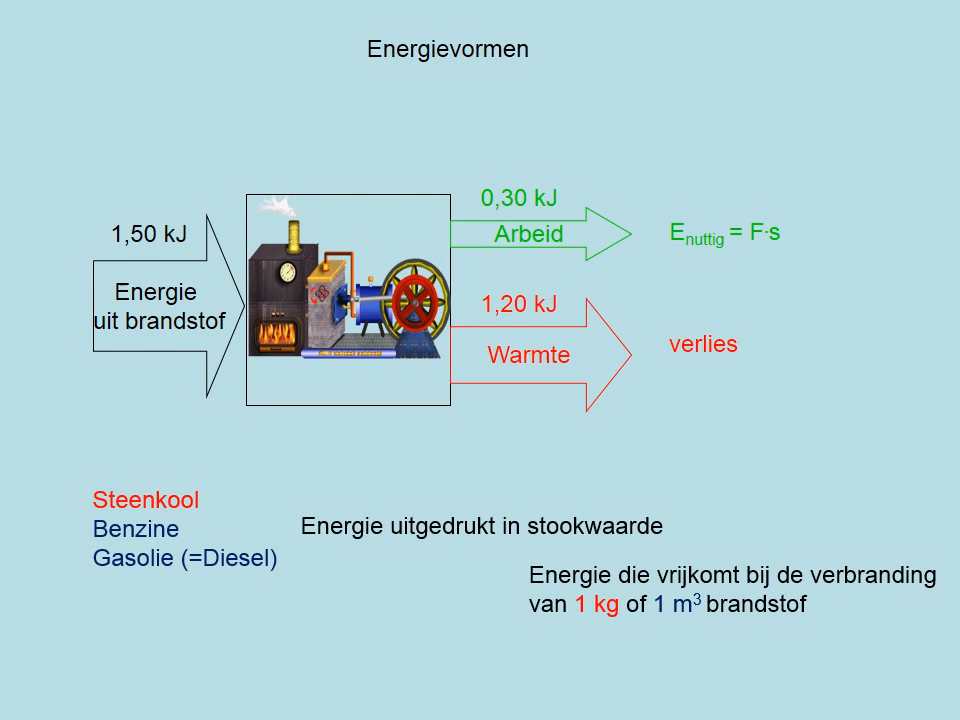 Energievormen
1,50 kJ
Energie
uit brandstof
0,30 kJ
Arbeid
E_nuttig = F·s
1,20 kJ
Warmte
verlies
Steenkool
Benzine
Gasolie (=Diesel)
Energie uitgedrukt in stookwaarde
Energie die vrijkomt bij de verbranding
van 1 kg of 1 m³ brandstof